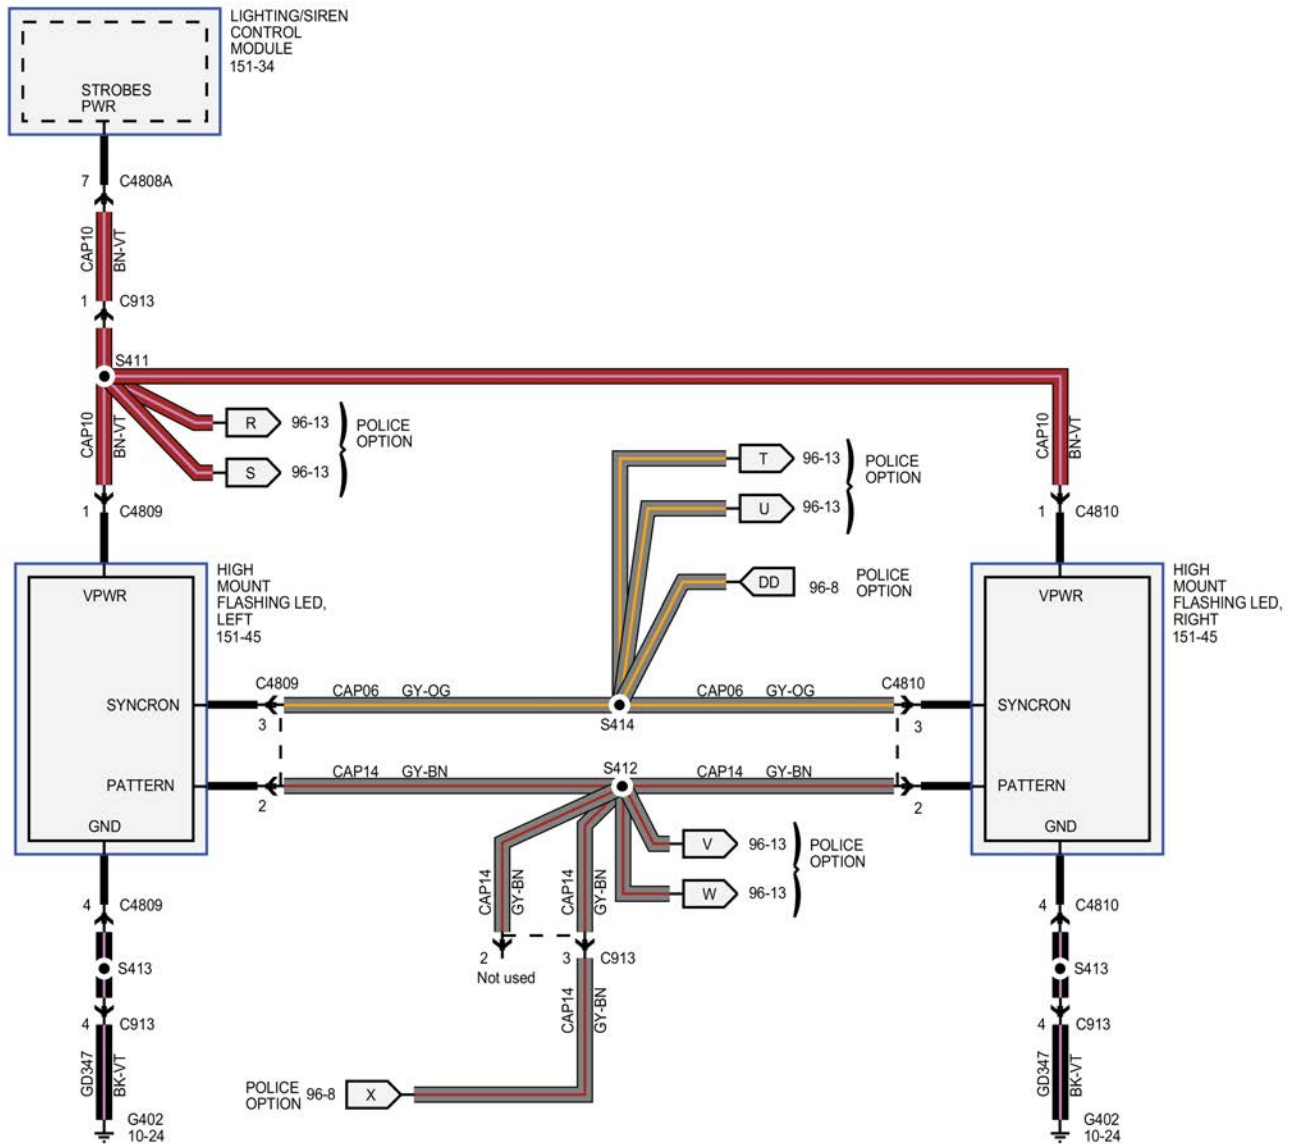 LIGHTING/SIREN
CONTROL
MODULE
151-34
STROBES
PWR
7 C4808A
CAP10
BN-VT
1 C913
S411
CAP10
BN-VT
R 96-13
S 96-13
POLICE
OPTION
1 C4809
T 96-13
U 96-13
POLICE
OPTION
DD 96-8
POLICE
OPTION
CAP10
BN-VT
1 C4810
HIGH
MOUNT
FLASHING LED,
LEFT
151-45
VPWR
SYNCRON
PATTERN
GND
HIGH
MOUNT
FLASHING LED,
RIGHT
151-45
VPWR
SYNCRON
PATTERN
GND
C4809
3
CAP06 GY-OG
S414
CAP06 GY-OG
C4810
3
2
CAP14 GY-BN
S412
CAP14 GY-BN
2
V 96-13
W 96-13
POLICE
OPTION
CAP14
GY-BN
CAP14
GY-BN
2
Not used
3 C913
CAP14
GY-BN
POLICE
OPTION
96-8 X
4 C4809
S413
4 C913
GD347
BK-VT
G402
10-24
4 C4810
S413
4 C913
GD347
BK-VT
G402
10-24